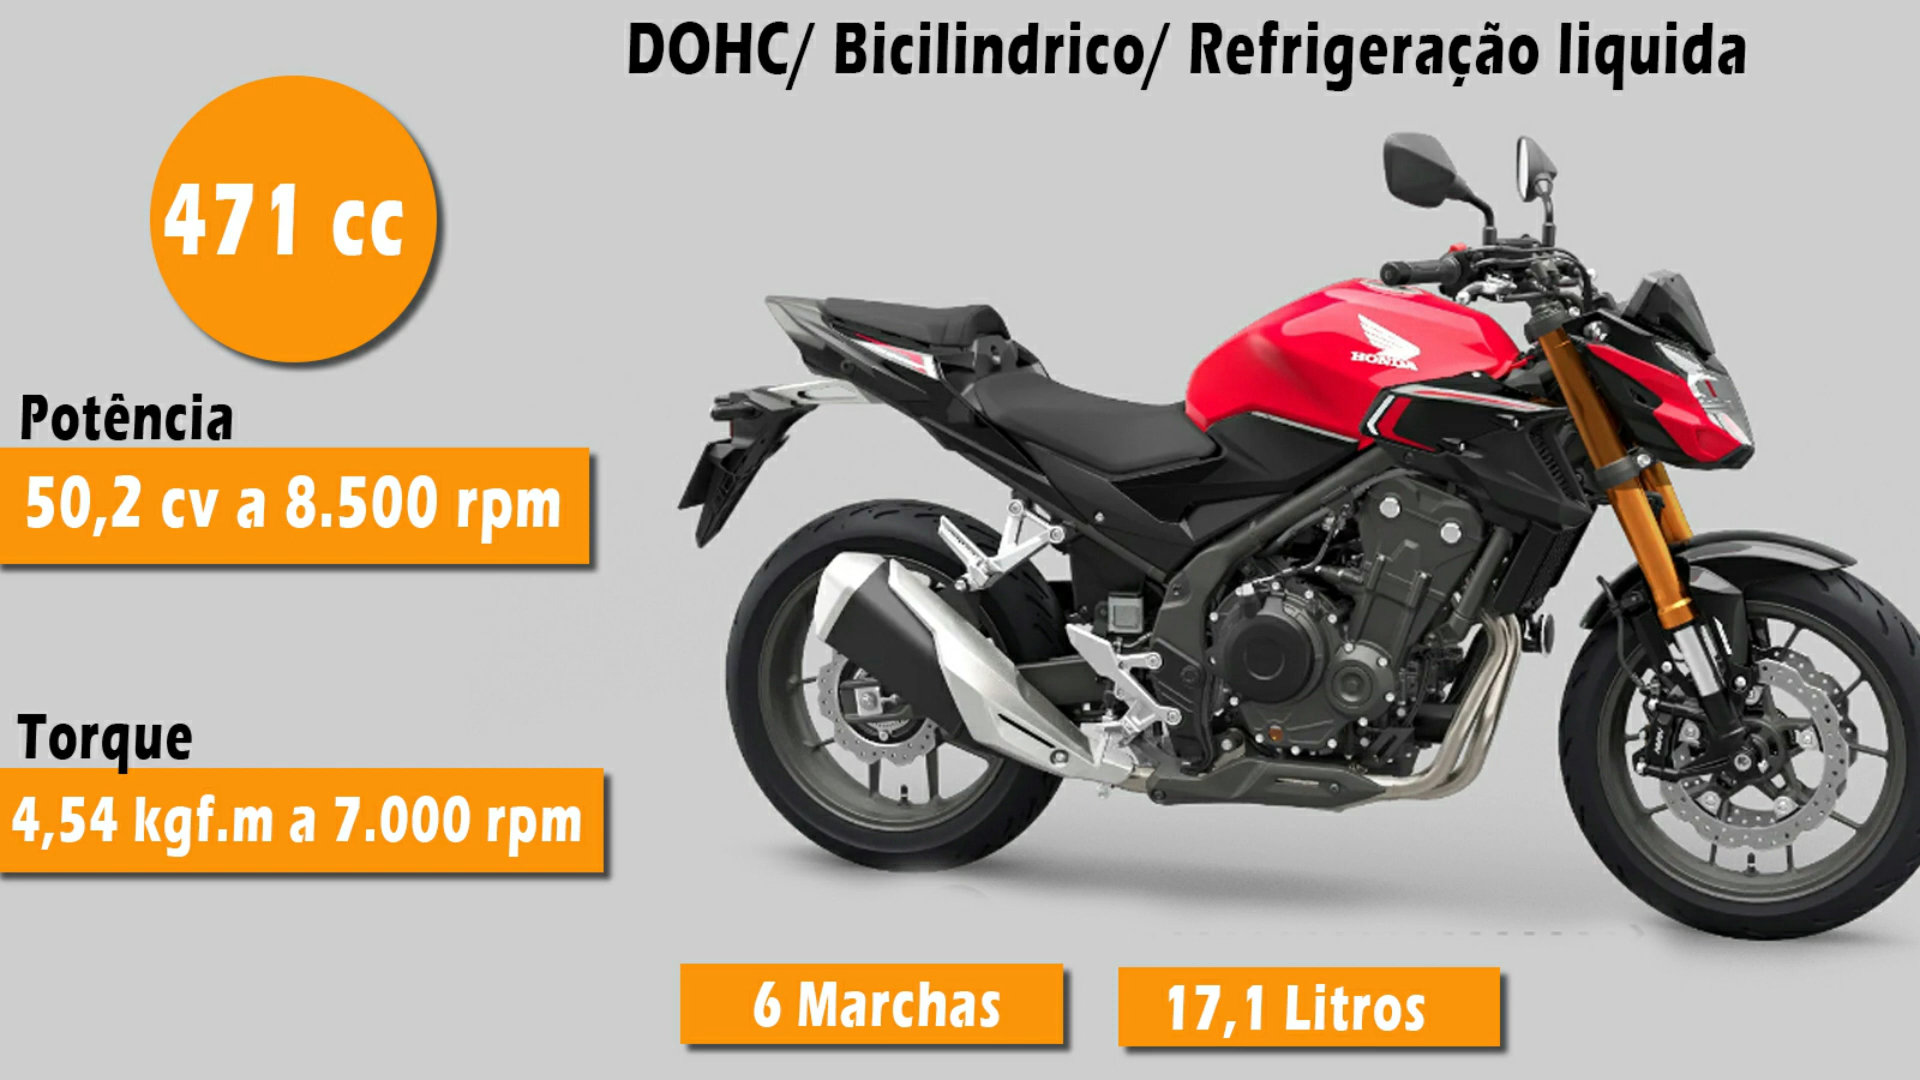 DOHC/ Bicilindrico/ Refrigeração liquida
471 cc
HONDA
Potência
50,2 cv a 8.500 rpm
Torque
4,54 kgf.m a 7.000 rpm
6 Marchas
17,1 Litros